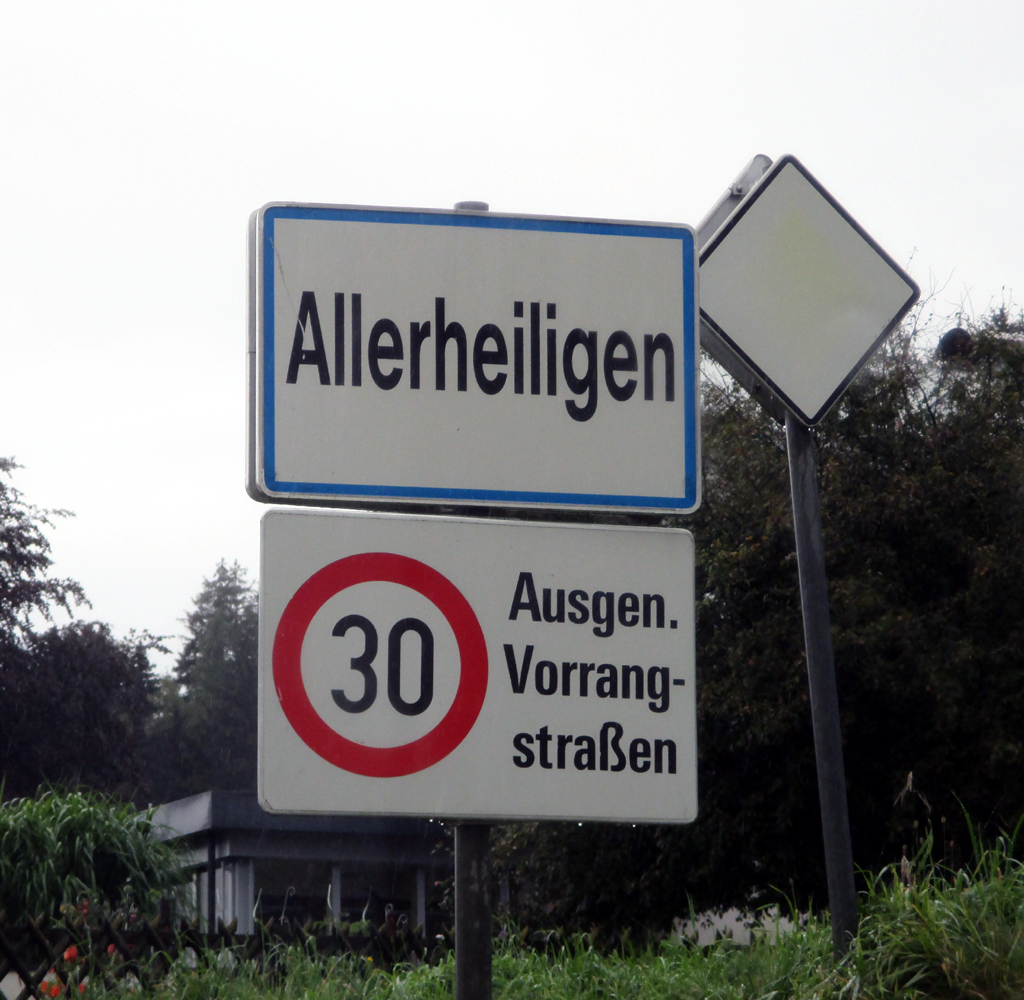 Allerheiligen
30
Ausgen.
Vorrang-
straßen